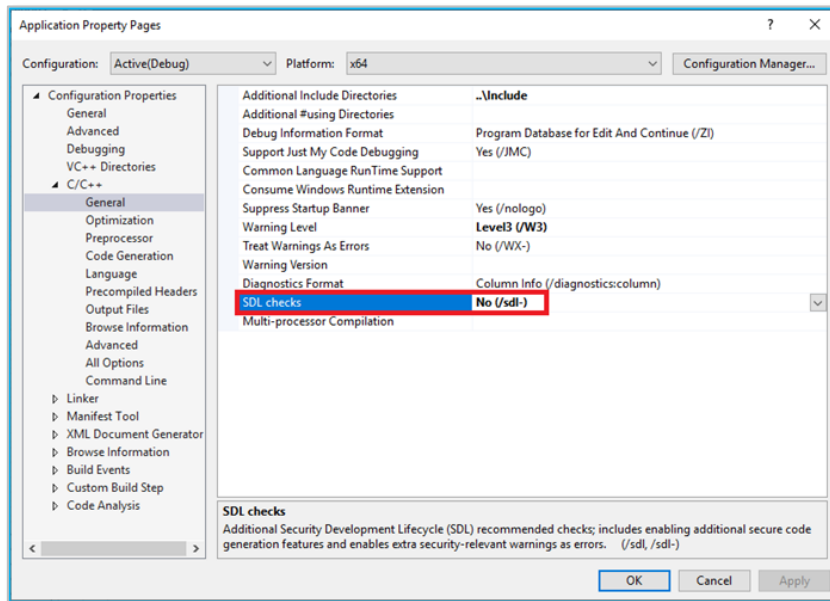 Application Property Pages
Configuration: Active(Debug) Platform: x64 Configuration Manager...
Configuration Properties
General
Advanced
Debugging
VC++ Directories
C/C++
General
Optimization
Preprocessor
Code Generation
Language
Precompiled Headers
Output Files
Browse Information
Advanced
All Options
Command Line
Linker
Manifest Tool
XML Document Generator
Browse Information
Build Events
Custom Build Step
Code Analysis
Additional Include Directories ..\Include
Additional #using Directories
Debug Information Format Program Database for Edit And Continue (/ZI)
Support Just My Code Debugging Yes (/JMC)
Common Language RunTime Support
Consume Windows Runtime Extension
Suppress Startup Banner Yes (/nologo)
Warning Level Level3 (/W3)
Treat Warnings As Errors No (/WX-)
Warning Version
Diagnostics Format Column Info (/diagnostics:column)
SDL checks No (/sdl-)
Multi-processor Compilation
SDL checks
Additional Security Development Lifecycle (SDL) recommended checks; includes enabling additional secure code
generation features and enables extra security-relevant warnings as errors. (/sdl, /sdl-)
OK Cancel Apply